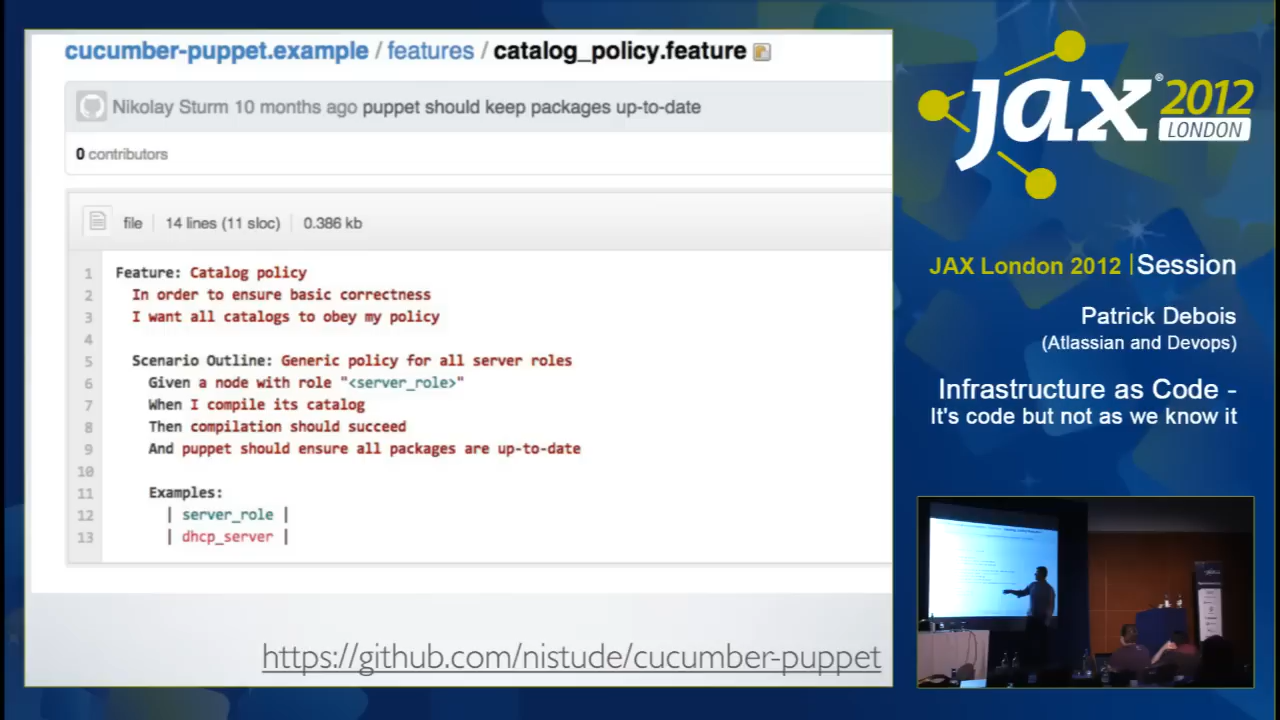 cucumber-puppet.example / features / catalog_policy.feature
Nikolay Sturm 10 months ago puppet should keep packages up-to-date
0 contributors
file 14 lines (11 sloc) 0.386 kb
1 Feature: Catalog policy
2 In order to ensure basic correctness
3 I want all catalogs to obey my policy
4
5 Scenario Outline: Generic policy for all server roles
6 Given a node with role "<server_role>"
7 When I compile its catalog
8 Then compilation should succeed
9 And puppet should ensure all packages are up-to-date
10
11 Examples:
12 | server_role |
13 | dhcp_server |
https://github.com/nistude/cucumber-puppet
jax® 2012
LONDON
JAX London 2012 | Session
Patrick Debois
(Atlassian and Devops)
Infrastructure as Code -
It's code but not as we know it